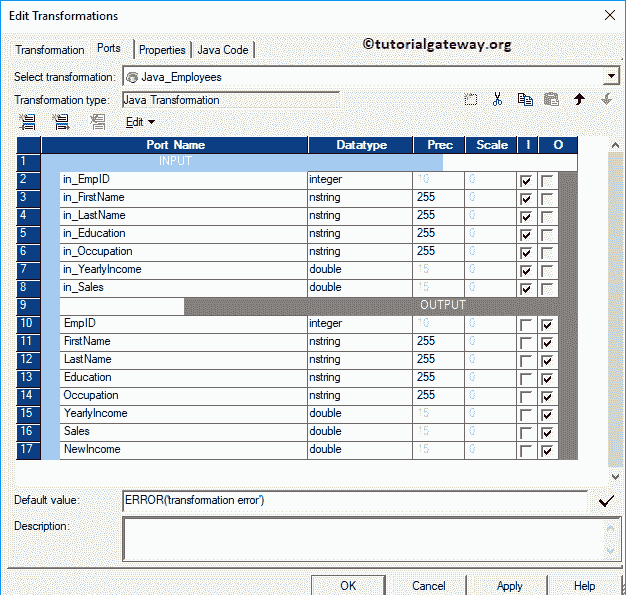 Edit Transformations
Transformation Ports Properties Java Code
©tutorialgateway.org
Select transformation: Java_Employees
Transformation type: Java Transformation
Edit
Port Name Datatype Prec Scale I O
1 INPUT
2 in_EmpID integer 10 0
3 in_FirstName nstring 255 0
4 in_LastName nstring 255 0
5 in_Education nstring 255 0
6 in_Occupation nstring 255 0
7 in_YearlyIncome double 15 0
8 in_Sales double 15 0
9 OUTPUT
10 EmpID integer 10 0
11 FirstName nstring 255 0
12 LastName nstring 255 0
13 Education nstring 255 0
14 Occupation nstring 255 0
15 YearlyIncome double 15 0
16 Sales double 15 0
17 NewIncome double 15 0
Default value: ERROR('transformation error')
Description:
OK Cancel Apply Help